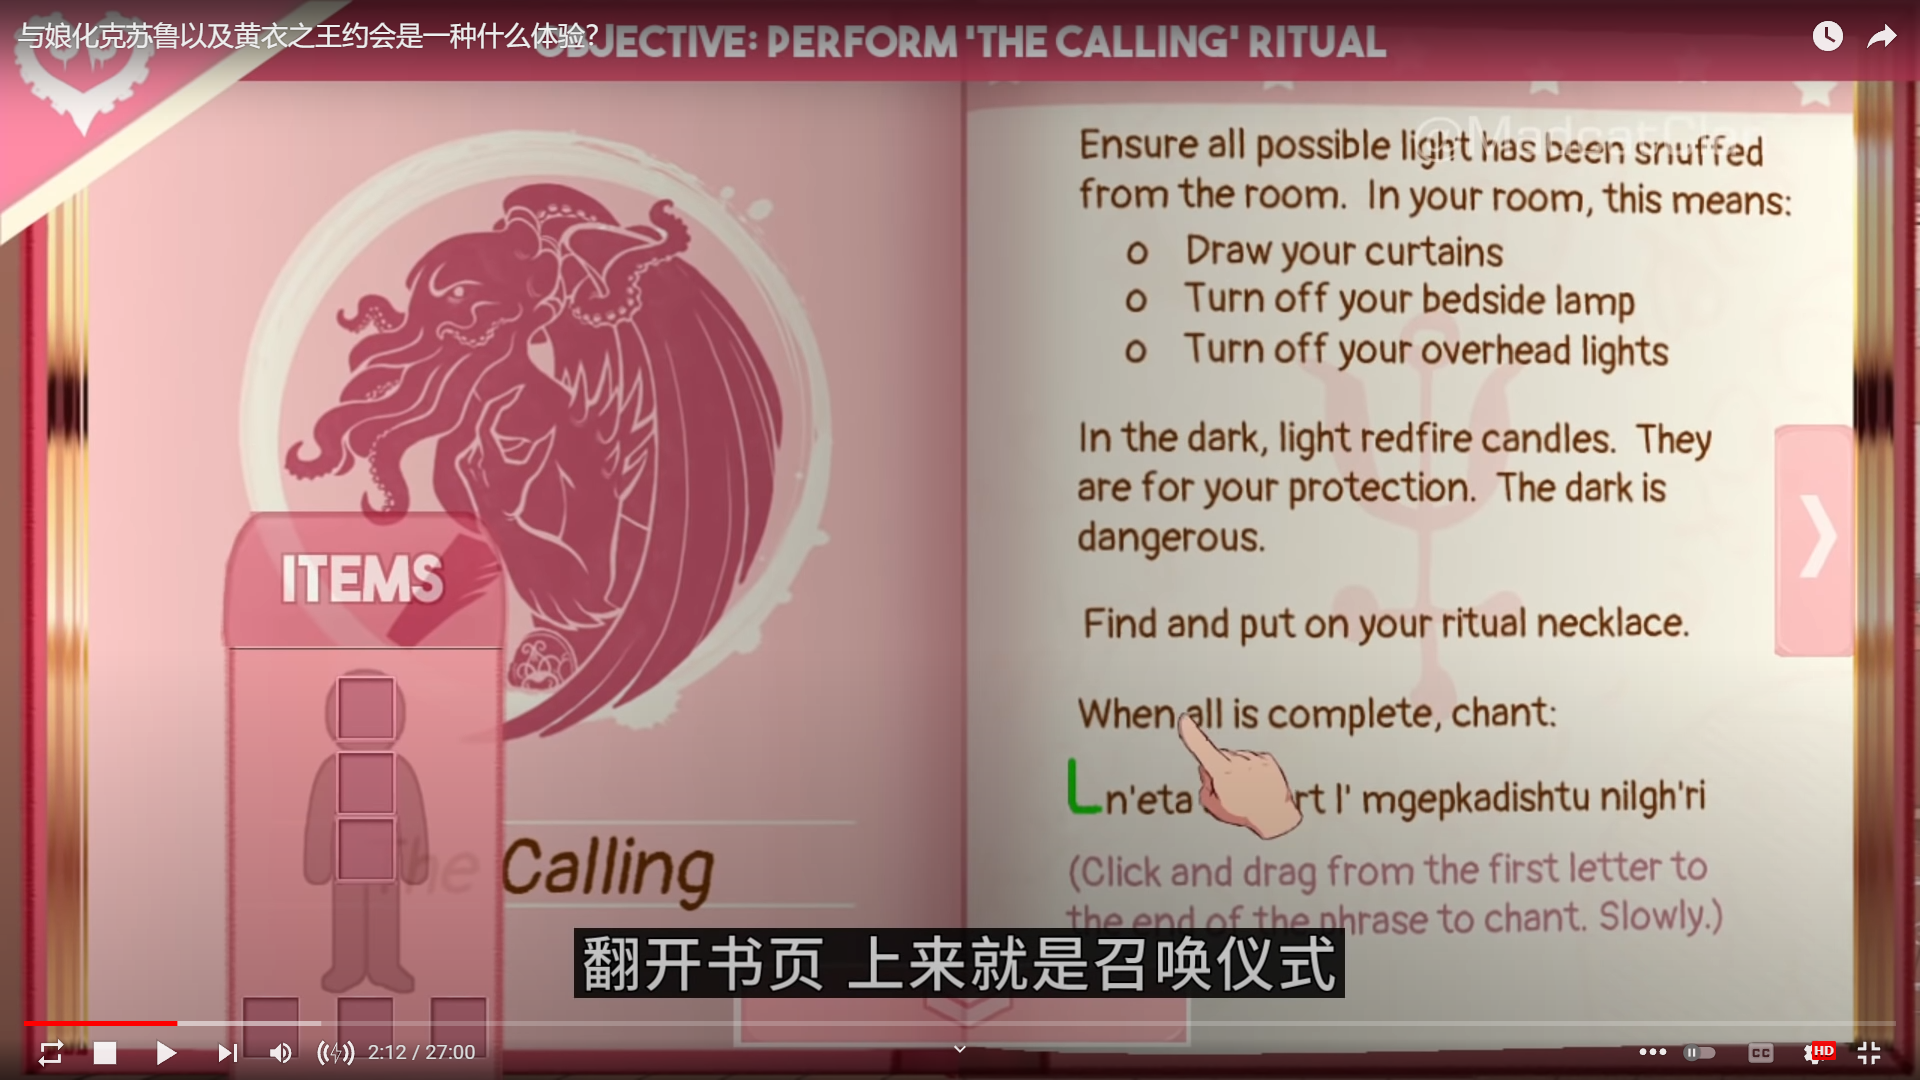 与娘化克苏鲁以及黄衣之王约会是一种什么体验?
OBJECTIVE: PERFORM 'THE CALLING' RITUAL
Ensure all possible light has been snuffed
from the room. In your room, this means:
o Draw your curtains
o Turn off your bedside lamp
o Turn off your overhead lights
In the dark, light redfire candles. They
are for your protection. The dark is
dangerous.
Find and put on your ritual necklace.
When all is complete, chant:
Ln'eta rt l' mgepkadishtu nilgh'ri
(Click and drag from the first letter to
the end of the phrase to chant. Slowly.)
ITEMS
The Calling
翻开书页 上来就是召唤仪式
2:12 / 27:00
CC
HD